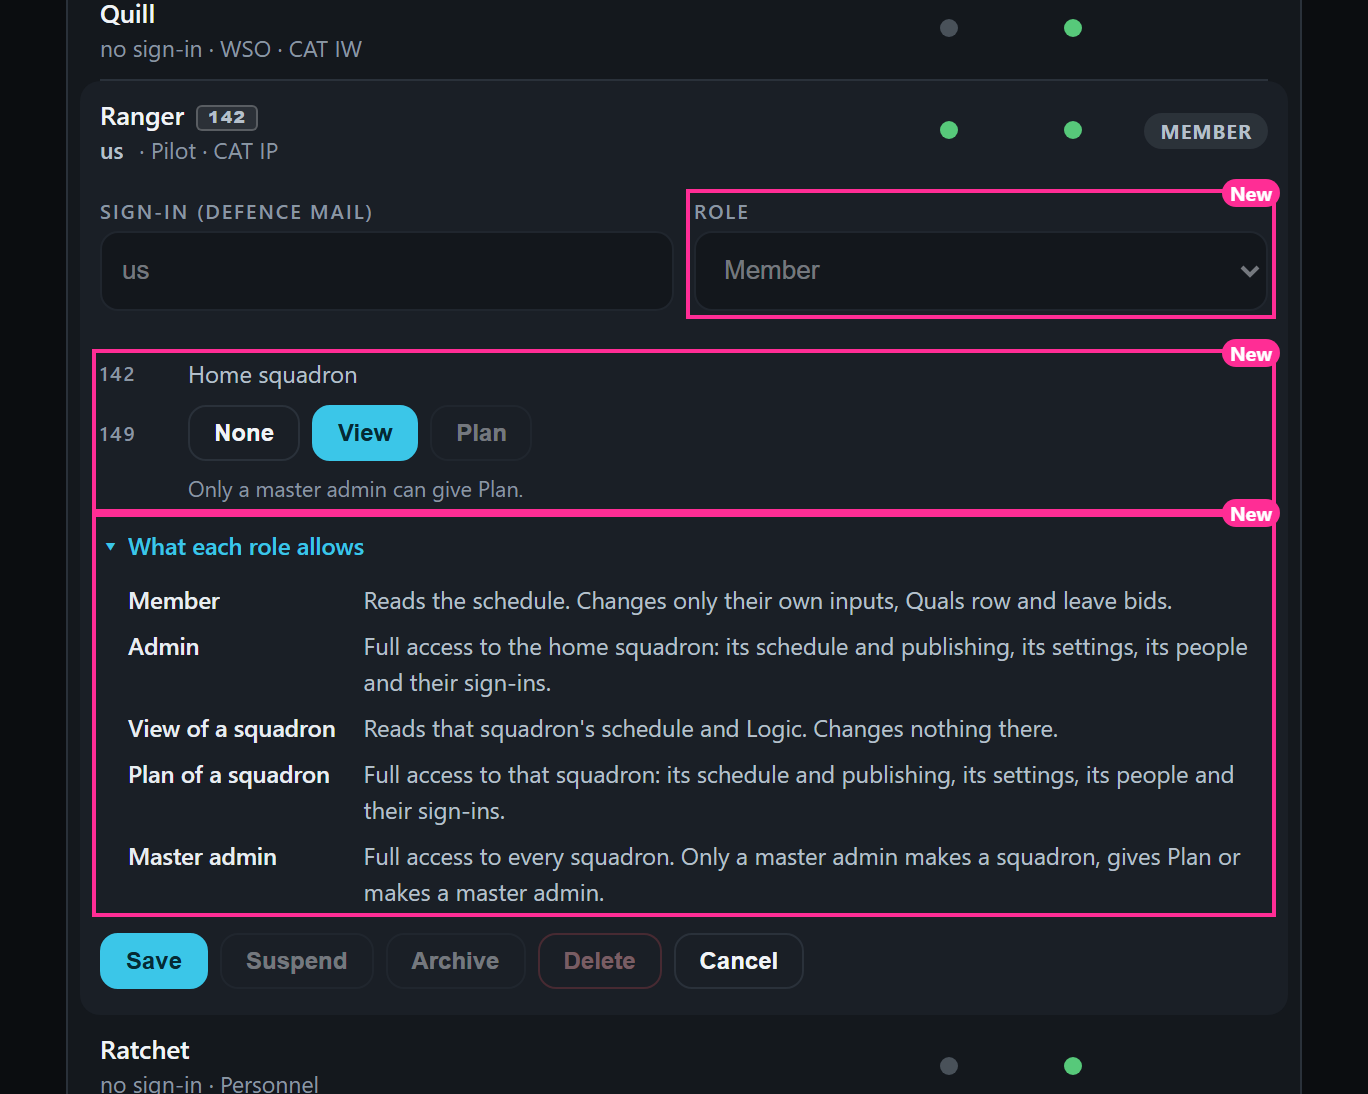 Quill
no sign-in · WSO · CAT IW
Ranger 142
us · Pilot · CAT IP
MEMBER
New
SIGN-IN (DEFENCE MAIL)
ROLE
us
Member
New
142 Home squadron
149 None View Plan
Only a master admin can give Plan.
New
What each role allows
Member Reads the schedule. Changes only their own inputs, Quals row and leave bids.
Admin Full access to the home squadron: its schedule and publishing, its settings, its people
and their sign-ins.
View of a squadron Reads that squadron's schedule and Logic. Changes nothing there.
Plan of a squadron Full access to that squadron: its schedule and publishing, its settings, its people and
their sign-ins.
Master admin Full access to every squadron. Only a master admin makes a squadron, gives Plan or
makes a master admin.
Save Suspend Archive Delete Cancel
Ratchet
no sign-in · Personnel